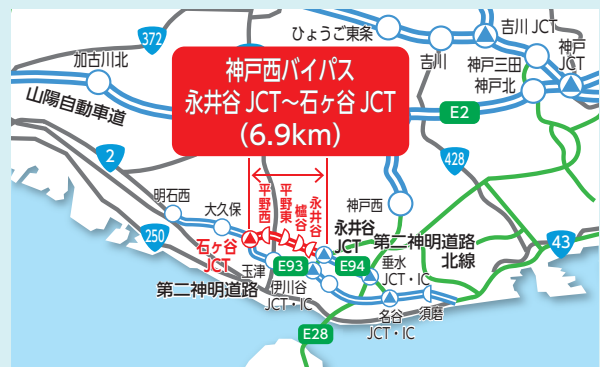 372
ひょうご東条
吉川 JCT
吉川
神戸三田
神戸
JCT
神戸北
加古川北
山陽自動車道
神戸西バイパス
永井谷 JCT～石ヶ谷 JCT
(6.9km)
E2
2
428
明石西
大久保
平野西
平野東
櫨谷
永井谷
神戸西
250
石ヶ谷
JCT
永井谷
JCT
第二神明道路
北線
43
玉津
E93
E94
垂水
JCT・IC
第二神明道路
伊川谷
JCT・IC
名谷
JCT・IC
須磨
E28